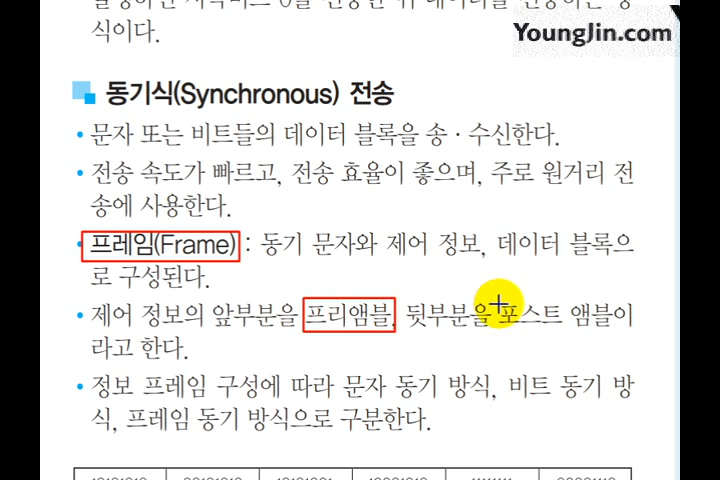 식이다.
YoungJin.com
동기식(Synchronous) 전송
• 문자 또는 비트들의 데이터 블록을 송·수신한다.
• 전송 속도가 빠르고, 전송 효율이 좋으며, 주로 원거리 전
송에 사용한다.
• 프레임(Frame) : 동기 문자와 제어 정보, 데이터 블록으
로 구성된다.
• 제어 정보의 앞부분을 프리앰블, 뒷부분을 포스트 앰블이
라고 한다.
• 정보 프레임 구성에 따라 문자 동기 방식, 비트 동기 방
식, 프레임 동기 방식으로 구분한다.